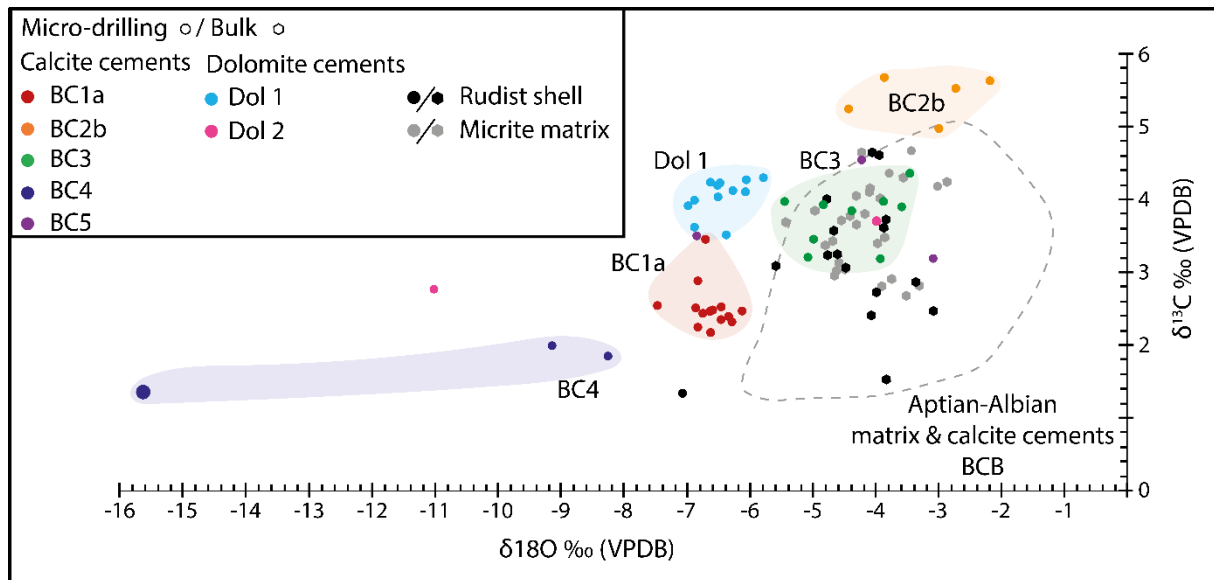 Micro-drilling / Bulk
Calcite cements Dolomite cements
BC1a Dol 1 / Rudist shell
BC2b Dol 2 / Micrite matrix
BC3
BC4
BC5
BC2b
Dol 1
BC3
BC1a
BC4
Aptian-Albian
matrix & calcite cements
BCB
6
5
4
3
2
1
0
δ¹³C ‰ (VPDB)
-16 -15 -14 -13 -12 -11 -10 -9 -8 -7 -6 -5 -4 -3 -2 -1
δ18O ‰ (VPDB)